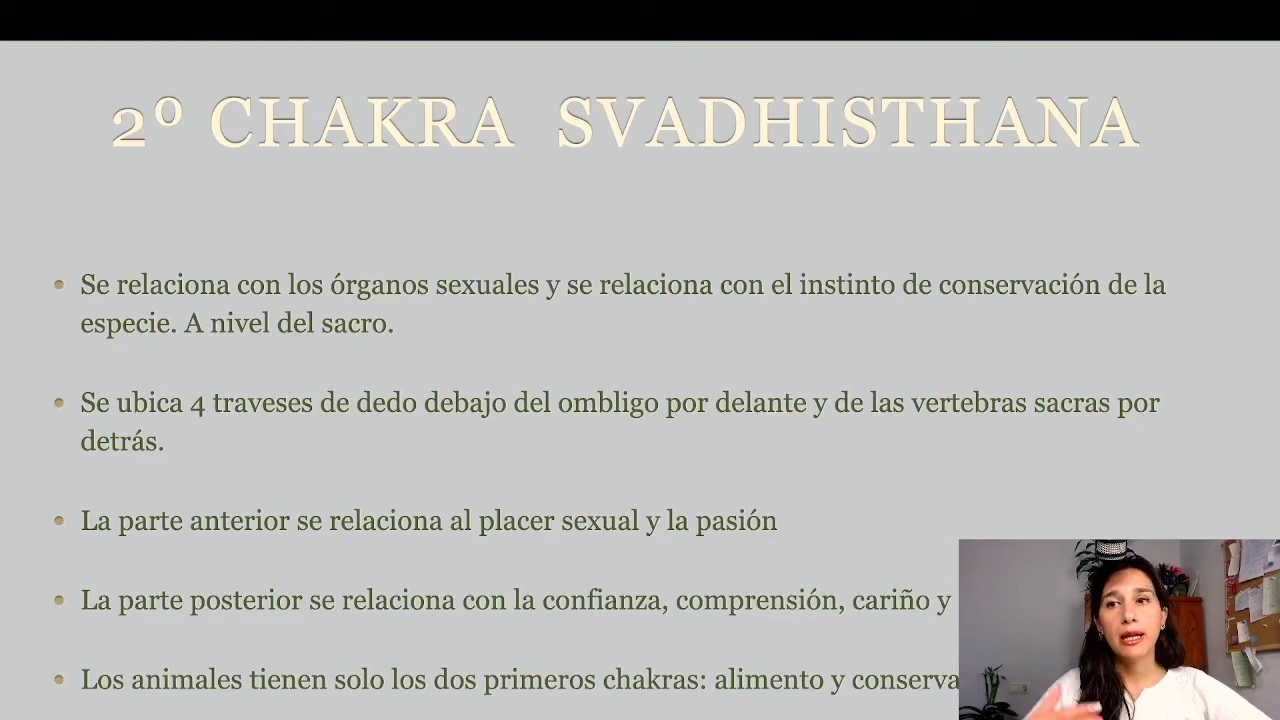 2º CHAKRA SVADHISTHANA
Se relaciona con los órganos sexuales y se relaciona con el instinto de conservación de la
especie. A nivel del sacro.
Se ubica 4 traveses de dedo debajo del ombligo por delante y de las vertebras sacras por
detrás.
La parte anterior se relaciona al placer sexual y la pasión
La parte posterior se relaciona con la confianza, comprensión, cariño y
Los animales tienen solo los dos primeros chakras: alimento y conserva